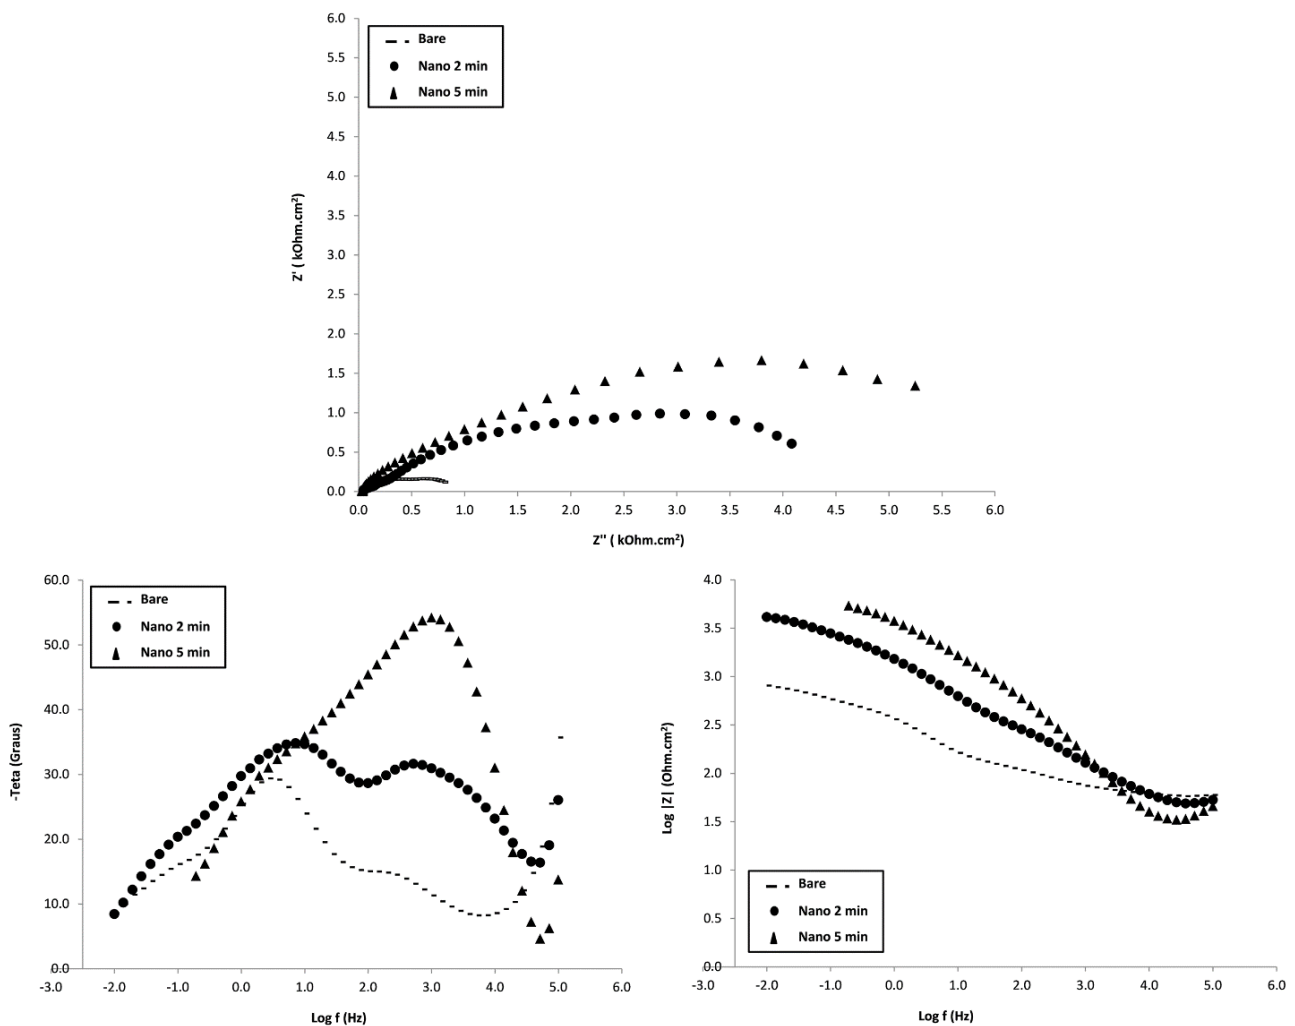 6.0
5.5
5.0
4.5
4.0
3.5
3.0
2.5
2.0
1.5
1.0
0.5
0.0
Z' ( kOhm.cm²)
Bare
Nano 2 min
Nano 5 min
0.0 0.5 1.0 1.5 2.0 2.5 3.0 3.5 4.0 4.5 5.0 5.5 6.0
Z'' ( kOhm.cm²)
60.0
50.0
40.0
30.0
20.0
10.0
0.0
-Teta (Graus)
Bare
Nano 2 min
Nano 5 min
-3.0 -2.0 -1.0 0.0 1.0 2.0 3.0 4.0 5.0 6.0
Log f (Hz)
4.0
3.5
3.0
2.5
2.0
1.5
1.0
0.5
0.0
Log |Z| (Ohm.cm²)
Bare
Nano 2 min
Nano 5 min
-3.0 -2.0 -1.0 0.0 1.0 2.0 3.0 4.0 5.0 6.0
Log f (Hz)